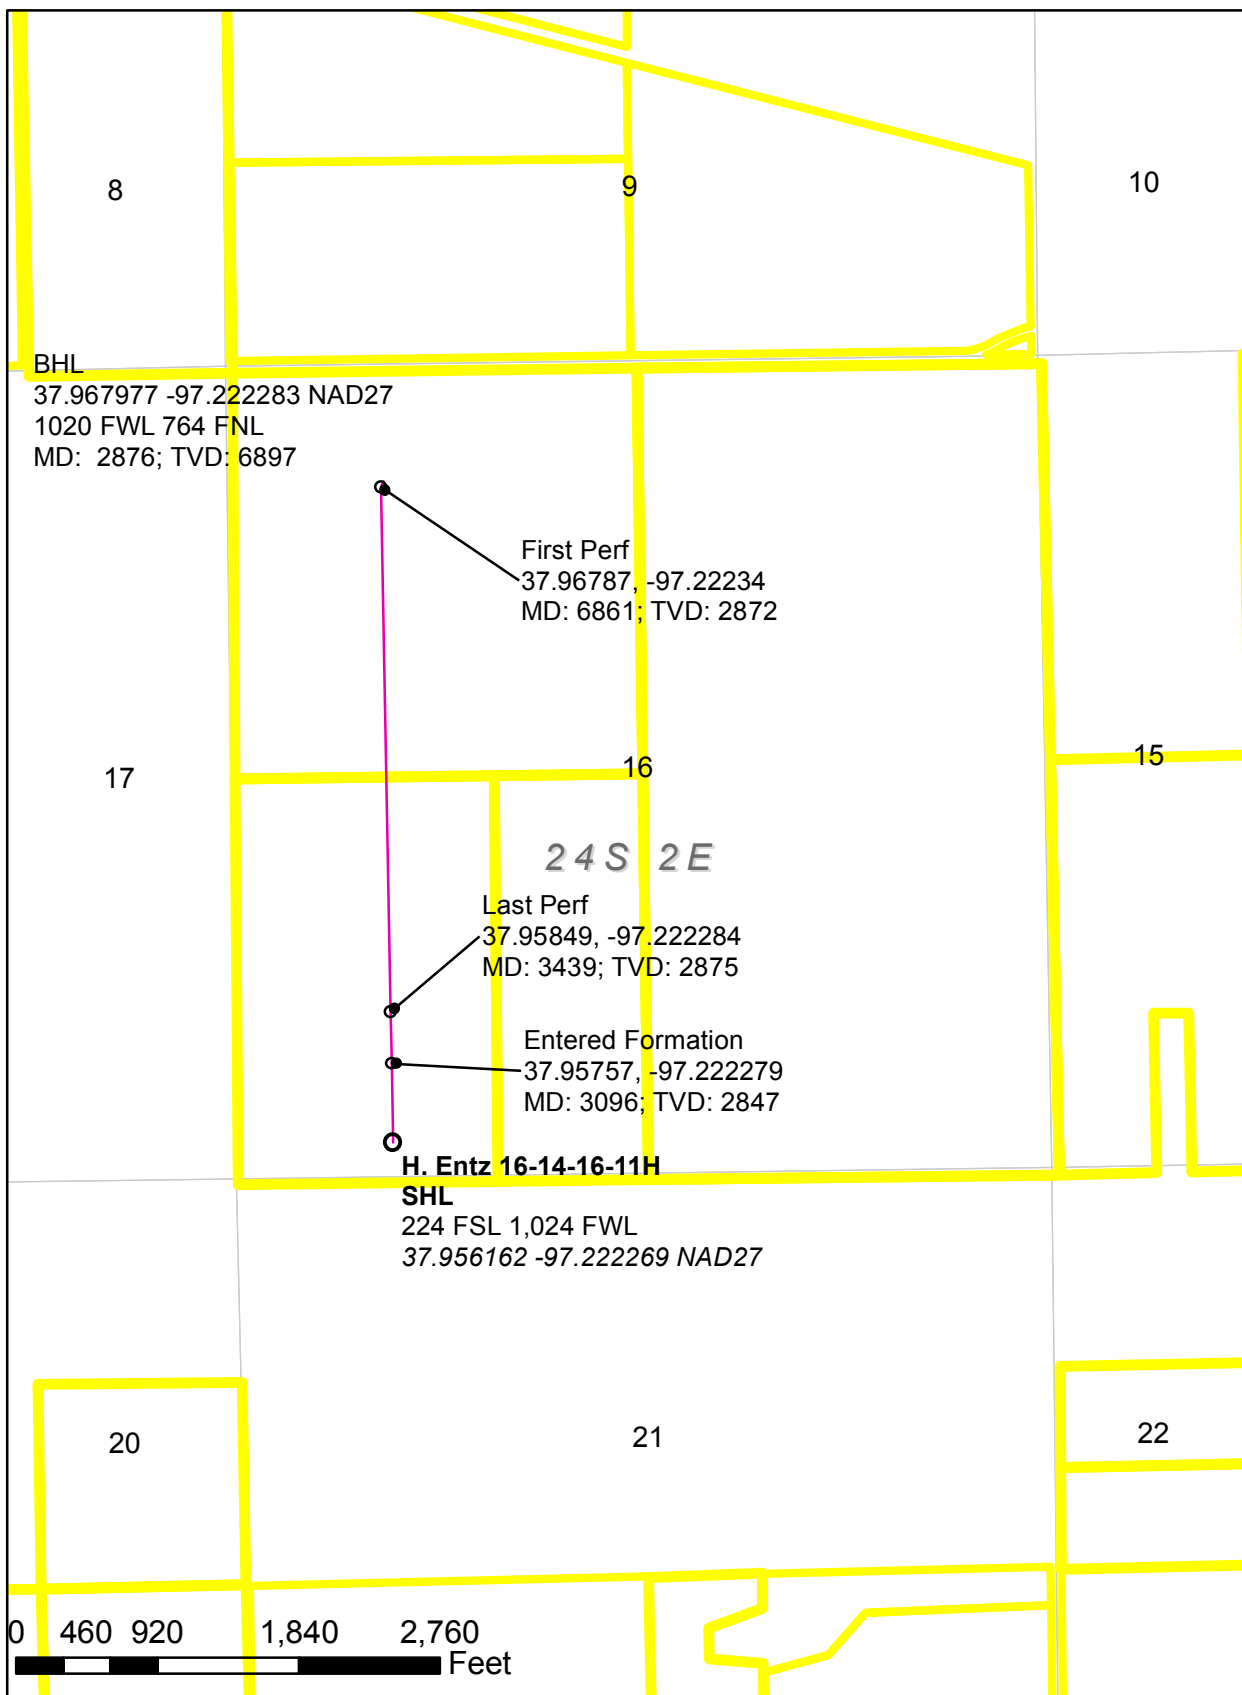 8
9
10
BHL
37.967977 -97.222283 NAD27
1020 FWL 764 FNL
MD:  2876; TVD: 6897
First Perf
37.96787, -97.22234
MD: 6861; TVD: 2872
17
16
15
24S 2E
Last Perf
37.95849, -97.222284
MD: 3439; TVD: 2875
Entered Formation
37.95757, -97.222279
MD: 3096; TVD: 2847
H. Entz 16-14-16-11H
SHL
224 FSL 1,024 FWL
37.956162 -97.222269 NAD27
20
21
22
0 460 920 1,840 2,760
Feet